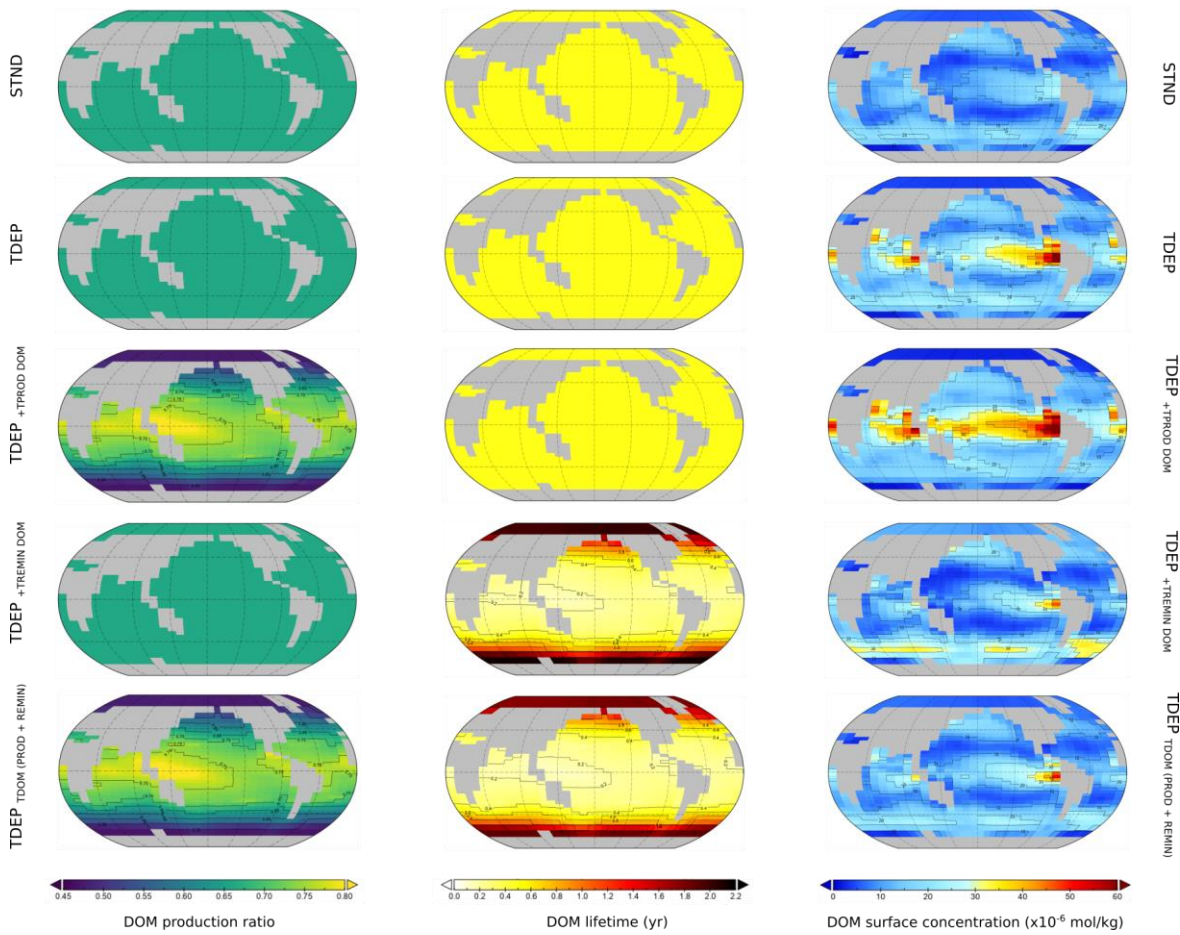 STND
STND
TDEP
TDEP
TDEP +TPROD DOM
TDEP +TPROD DOM
TDEP +TREMIN DOM
TDEP +TREMIN DOM
TDEP TDOM (PROD + REMIN)
TDEP TDOM (PROD + REMIN)
0.45 0.50 0.55 0.60 0.65 0.70 0.75 0.80
0.0 0.2 0.4 0.6 0.8 1.0 1.2 1.4 1.6 1.8 2.0 2.2
0 10 20 30 40 50 60
DOM production ratio
DOM lifetime (yr)
DOM surface concentration (x10⁻⁶ mol/kg)